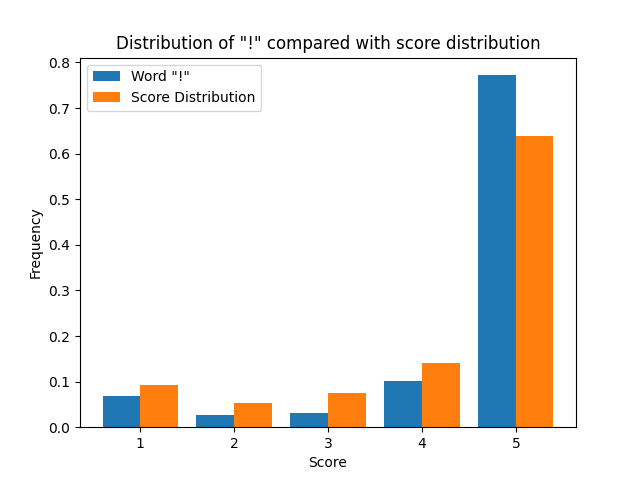 Distribution of "!" compared with score distribution
Word "!"
Score Distribution
Frequency
0.8
0.7
0.6
0.5
0.4
0.3
0.2
0.1
0.0
1 2 3 4 5
Score